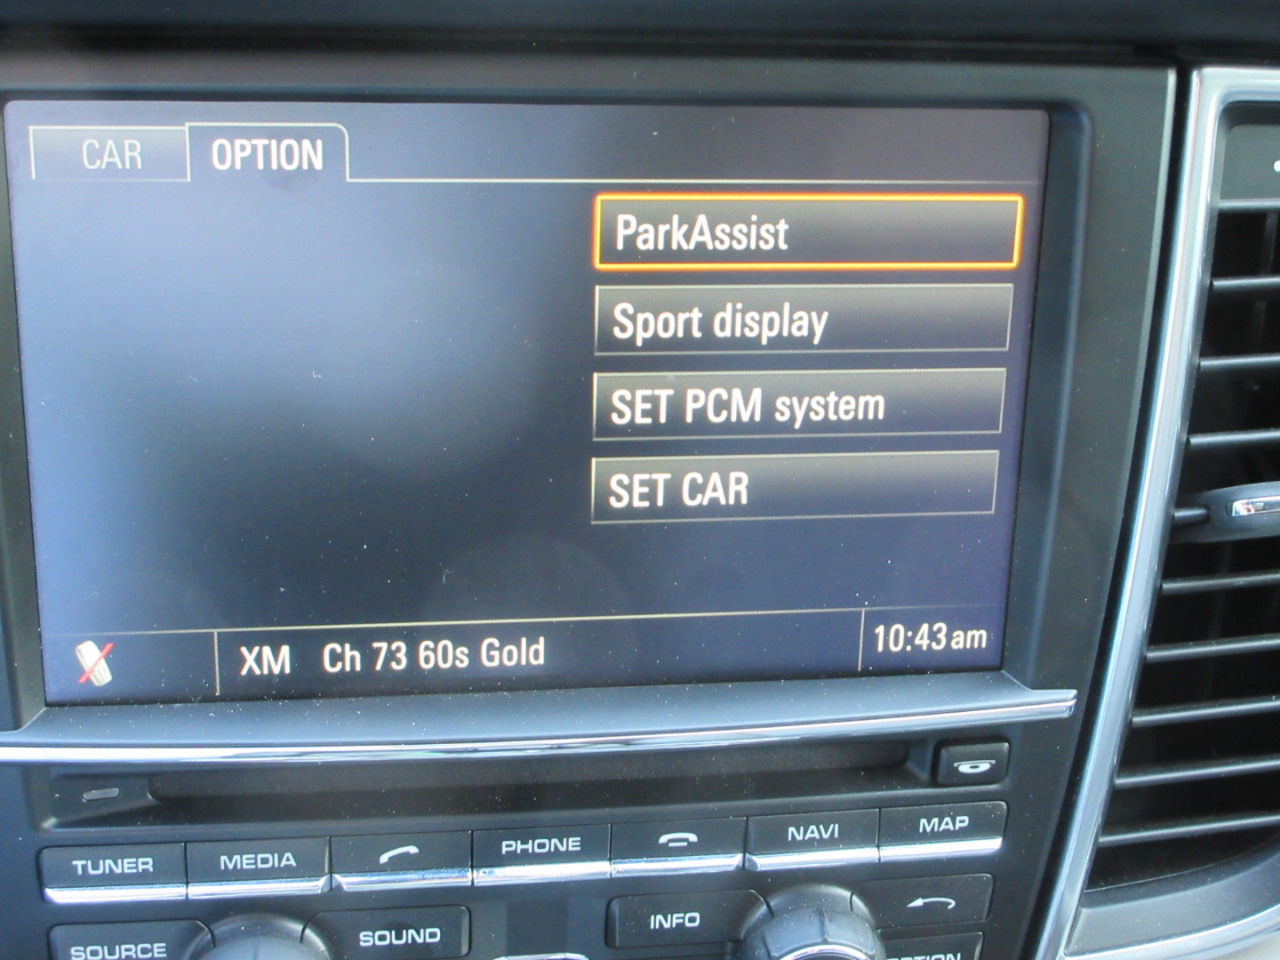 CAR
OPTION
ParkAssist
Sport display
SET PCM system
SET CAR
XM Ch 73 60s Gold
10:43 am
TUNER
MEDIA
PHONE
NAVI
MAP
SOURCE
SOUND
INFO
OPTION